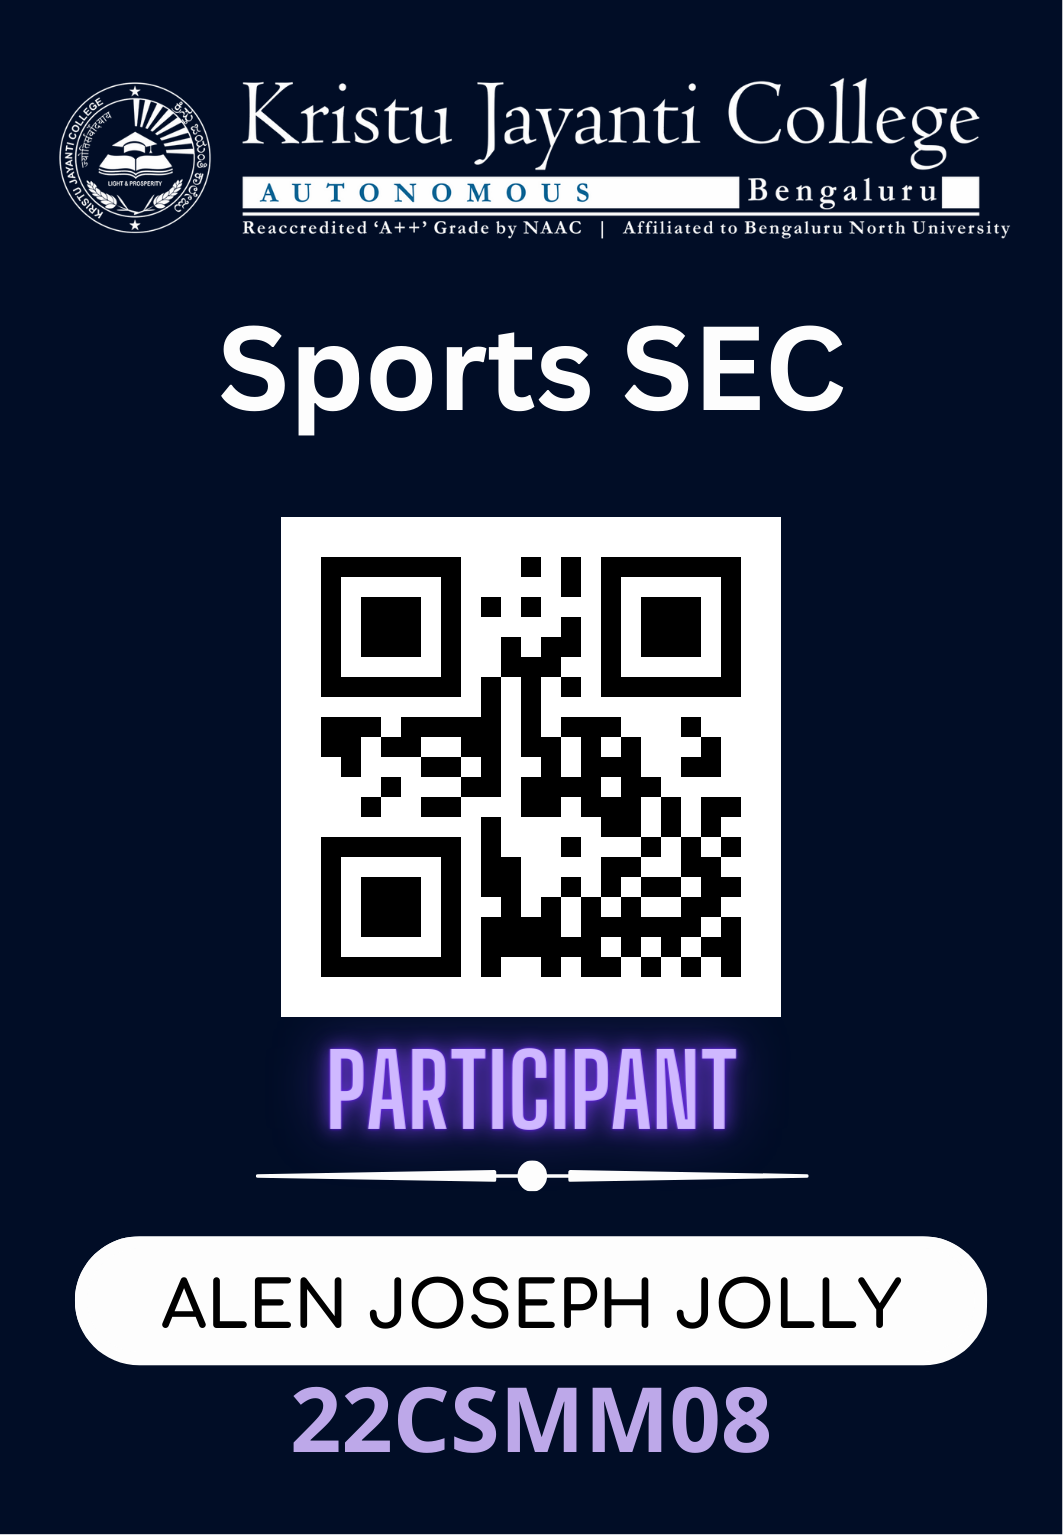 Kristu Jayanti College
AUTONOMOUS Bengaluru
Reaccredited ‘A++’ Grade by NAAC | Affiliated to Bengaluru North University
KRISTU JAYANTI COLLEGE
ಕ್ರಿಸ್ತು ಜಯಂತಿ ಕಾಲೇಜು
LIGHT & PROSPERITY
Sports SEC
PARTICIPANT
ALEN JOSEPH JOLLY
22CSMM08